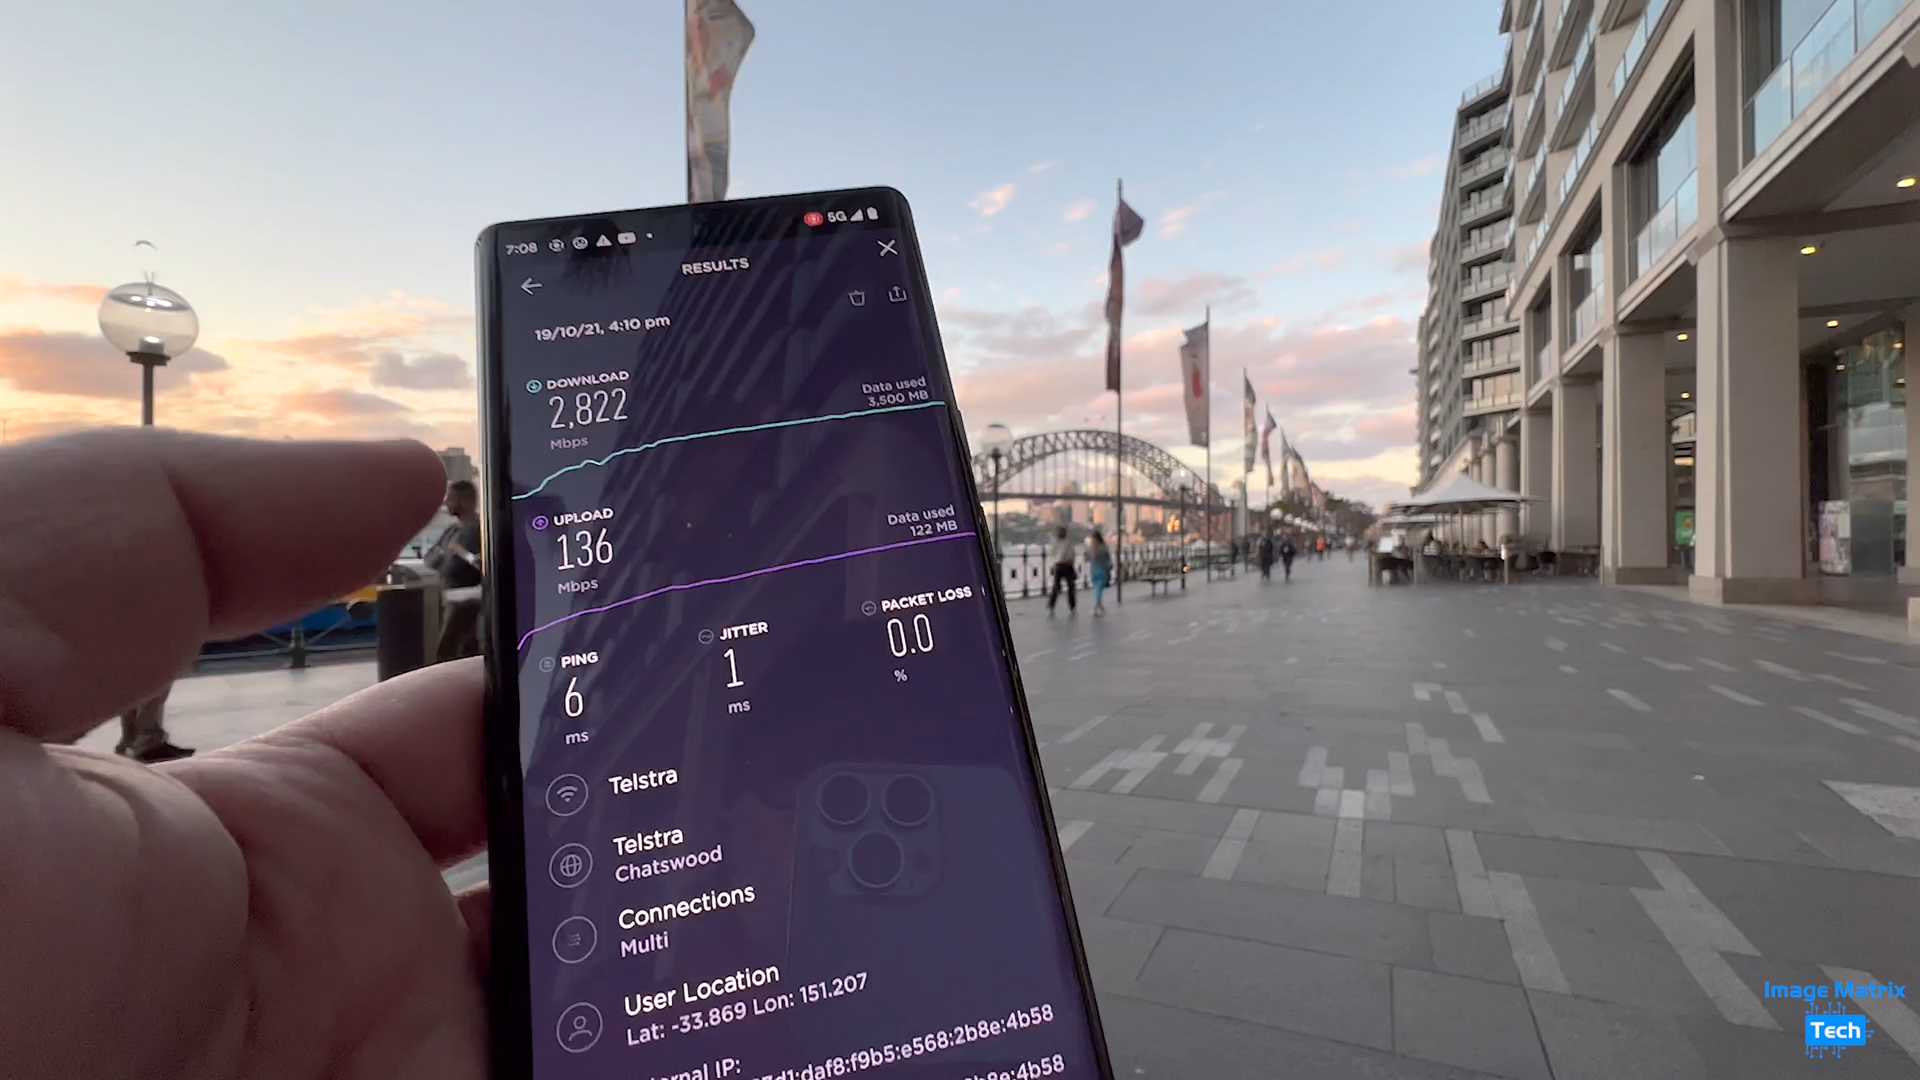 7:08
5G
RESULTS
19/10/21, 4:10 pm
DOWNLOAD
2,822
Mbps
Data used
3,500 MB
UPLOAD
136
Mbps
Data used
122 MB
PING
6
ms
JITTER
1
ms
PACKET LOSS
0.0
%
Telstra
Telstra
Chatswood
Connections
Multi
User Location
Lat: -33.869 Lon: 151.207
IP:
:daf8:f9b5:e568:2b8e:4b58
:4b58
Image Matrix
Tech